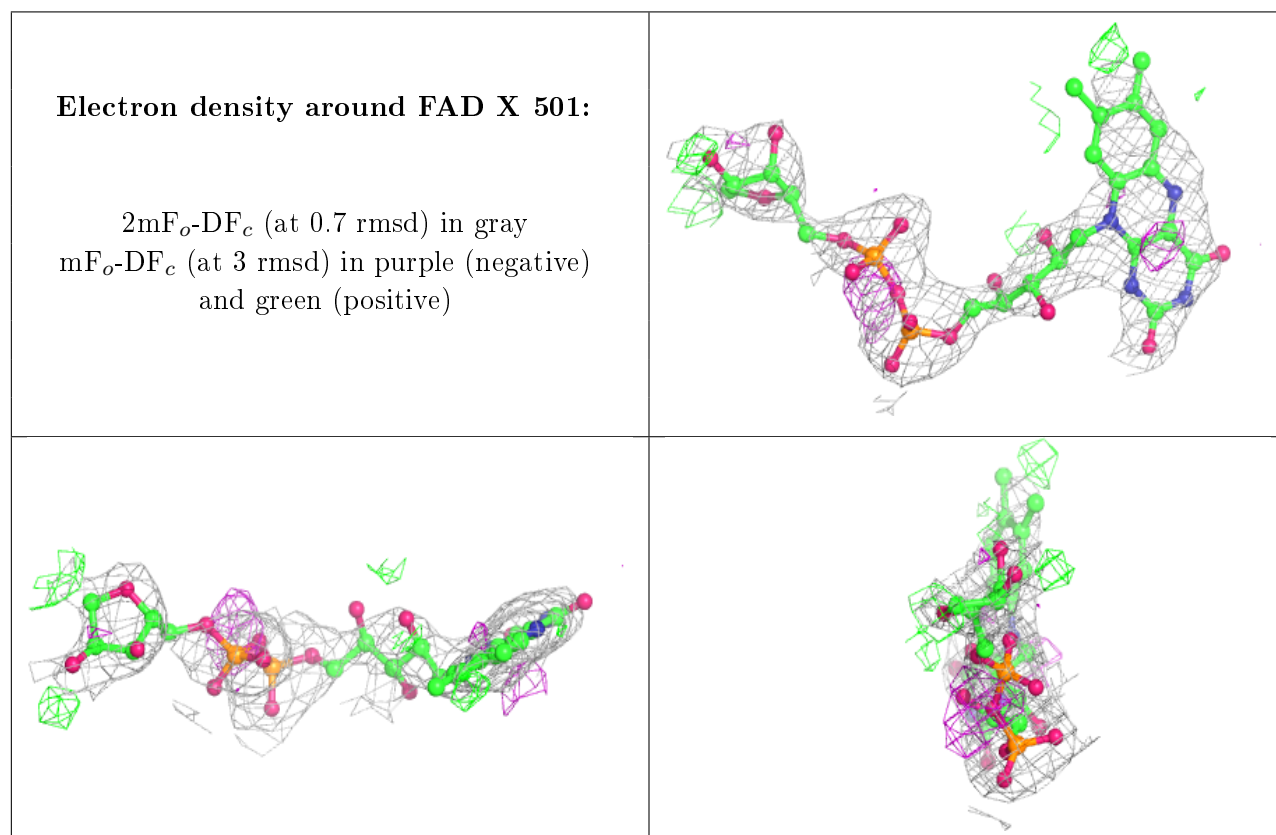 Electron density around FAD X 501:
2mFo-DFc (at 0.7 rmsd) in gray
mFo-DFc (at 3 rmsd) in purple (negative)
and green (positive)